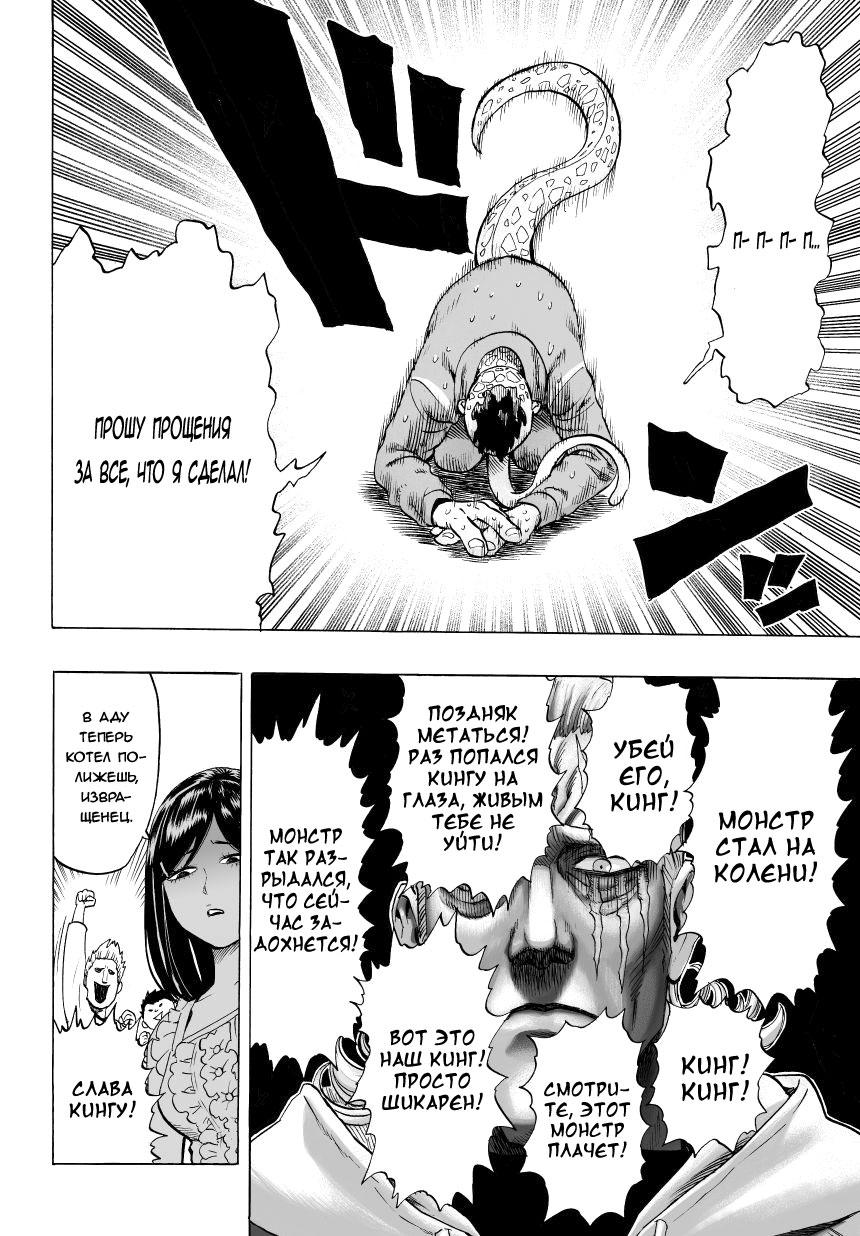 П- П- П- П...
ПРОШУ ПРОЩЕНИЯ
ЗА ВСЕ, ЧТО Я СДЕЛАЛ!
УБЕЙ
ЕГО,
КИНГ!
МОНСТР
СТАЛ НА
КОЛЕНИ!
ПОЗДНЯК
МЕТАТЬСЯ!
РАЗ ПОПАЛСЯ
КИНГУ НА
ГЛАЗА, ЖИВЫМ
ТЕБЕ НЕ
УЙТИ!
МОНСТР
ТАК РАЗ-
РЫДАЛСЯ,
ЧТО СЕЙ-
ЧАС ЗА-
ДОХНЕТСЯ!
КИНГ!
КИНГ!
СМОТРИ-
ТЕ, ЭТОТ
МОНСТР
ПЛАЧЕТ!
ВОТ ЭТО
НАШ КИНГ!
ПРОСТО
ШИКАРЕН!
В АДУ
ТЕПЕРЬ
КОТЕЛ ПО-
ЛИЖЕШЬ,
ИЗВРА-
ЩЕНЕЦ.
СЛАВА
КИНГУ!